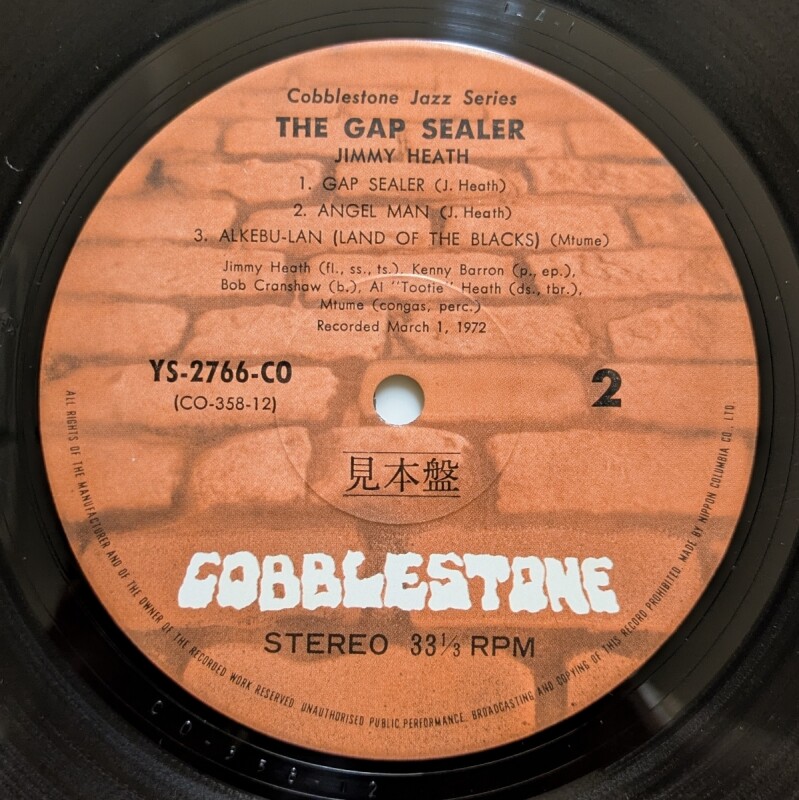 Cobblestone Jazz Series
THE GAP SEALER
JIMMY HEATH
1. GAP SEALER (J. Heath)
2. ANGEL MAN (J. Heath)
3. ALKEBU-LAN (LAND OF THE BLACKS) (Mtume)
Jimmy Heath (fl., ss., ts.), Kenny Barron (p., ep.),
Bob Cranshaw (b.), Al "Tootie" Heath (ds., tbr.),
Mtume (congas, perc.)
Recorded March 1, 1972
YS-2766-CO
(CO-358-12)
2
見本盤
COBBLESTONE
STEREO 33 1/3 RPM
ALL RIGHTS OF THE MANUFACTURER AND OF THE OWNER OF THE RECORDED WORK RESERVED. UNAUTHORISED PUBLIC PERFORMANCE, BROADCASTING AND COPYING OF THIS RECORD PROHIBITED. MADE BY NIPPON COLUMBIA CO., LTD.